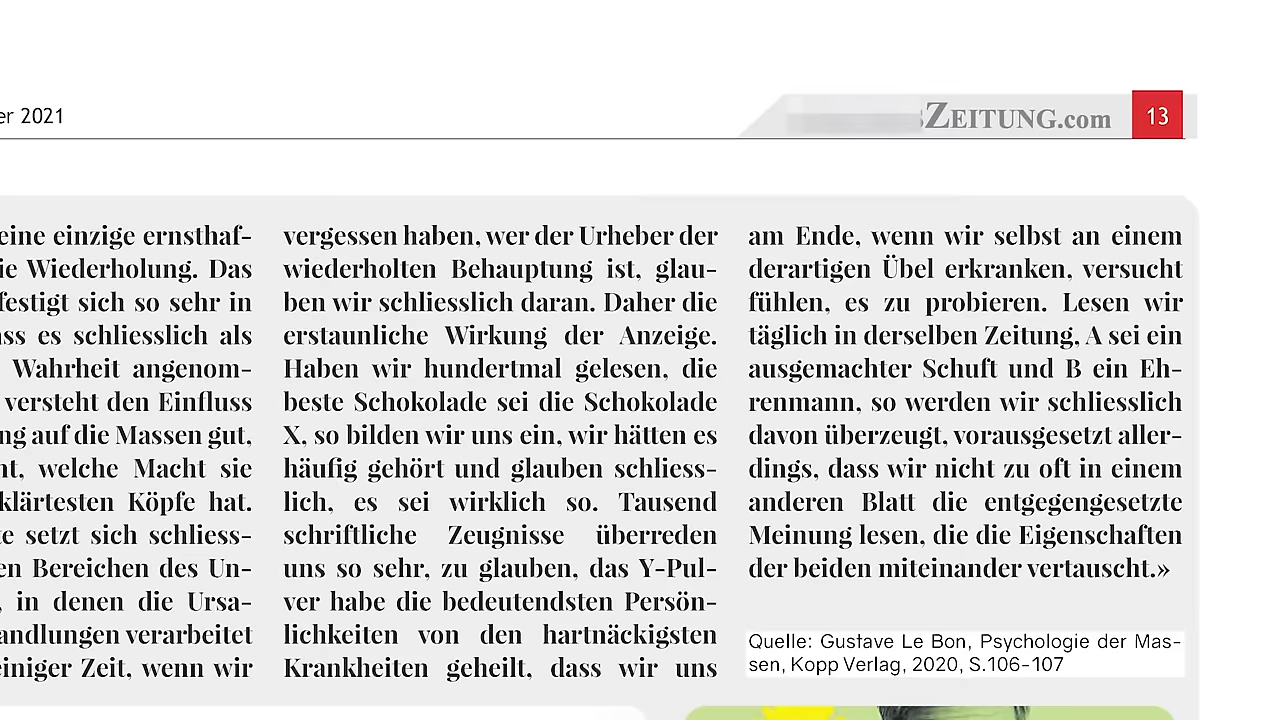 er 2021
ZEITUNG.com
13
eine einzige ernsthaf-
ie Wiederholung. Das
festigt sich so sehr in
ass es schliesslich als
Wahrheit angenom-
versteht den Einfluss
ng auf die Massen gut,
ht, welche Macht sie
klärtesten Köpfe hat.
te setzt sich schliess-
en Bereichen des Un-
, in denen die Ursa-
andlungen verarbeitet
einiger Zeit, wenn wir
vergessen haben, wer der Urheber der
wiederholten Behauptung ist, glau-
ben wir schliesslich daran. Daher die
erstaunliche Wirkung der Anzeige.
Haben wir hundertmal gelesen, die
beste Schokolade sei die Schokolade
X, so bilden wir uns ein, wir hätten es
häufig gehört und glauben schliess-
lich, es sei wirklich so. Tausend
schriftliche Zeugnisse überreden
uns so sehr, zu glauben, das Y-Pul-
ver habe die bedeutendsten Persön-
lichkeiten von den hartnäckigsten
Krankheiten geheilt, dass wir uns
am Ende, wenn wir selbst an einem
derartigen Übel erkranken, versucht
fühlen, es zu probieren. Lesen wir
täglich in derselben Zeitung, A sei ein
ausgemachter Schuft und B ein Eh-
renmann, so werden wir schliesslich
davon überzeugt, vorausgesetzt aller-
dings, dass wir nicht zu oft in einem
anderen Blatt die entgegengesetzte
Meinung lesen, die die Eigenschaften
der beiden miteinander vertauscht.»
Quelle: Gustave Le Bon, Psychologie der Mas-
sen, Kopp Verlag, 2020, S.106-107